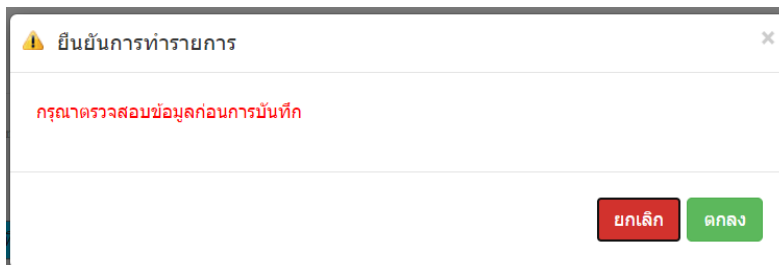 ยืนยันการทำรายการ
×
กรุณาตรวจสอบข้อมูลก่อนการบันทึก
ยกเลิก ตกลง